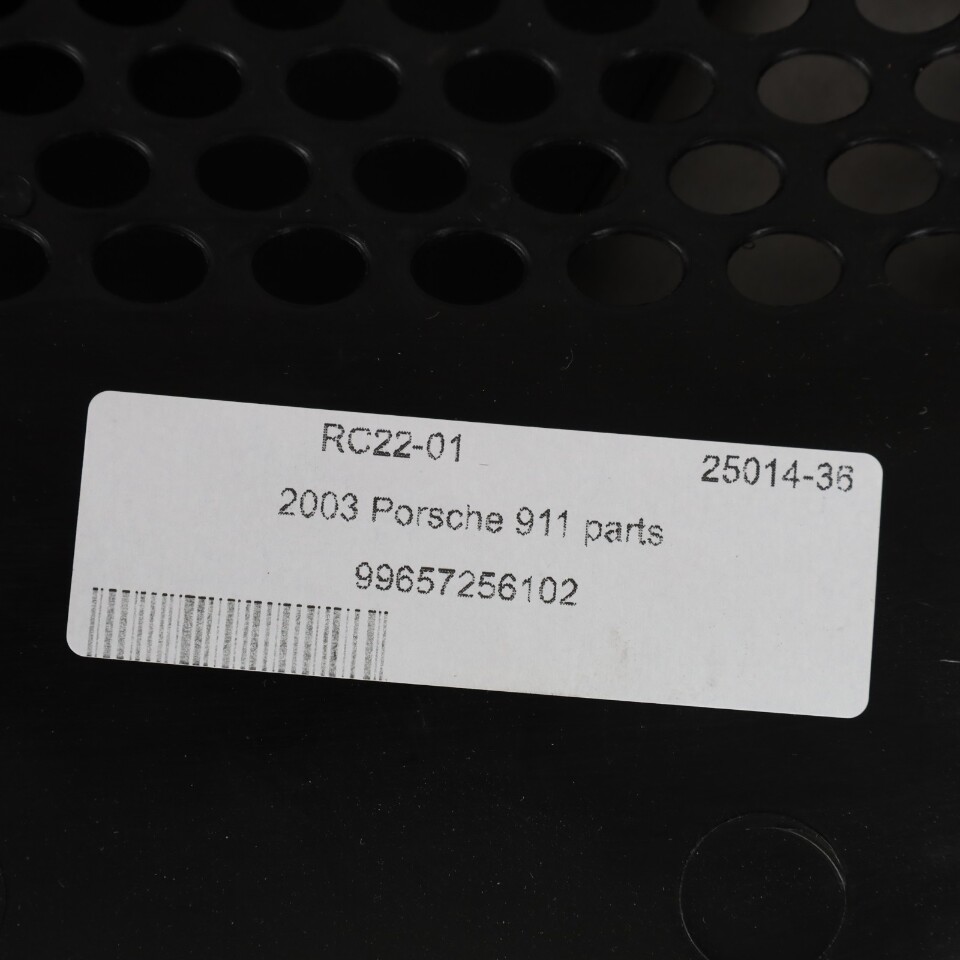 RC22-01
25014-36
2003 Porsche 911 parts
99657256102